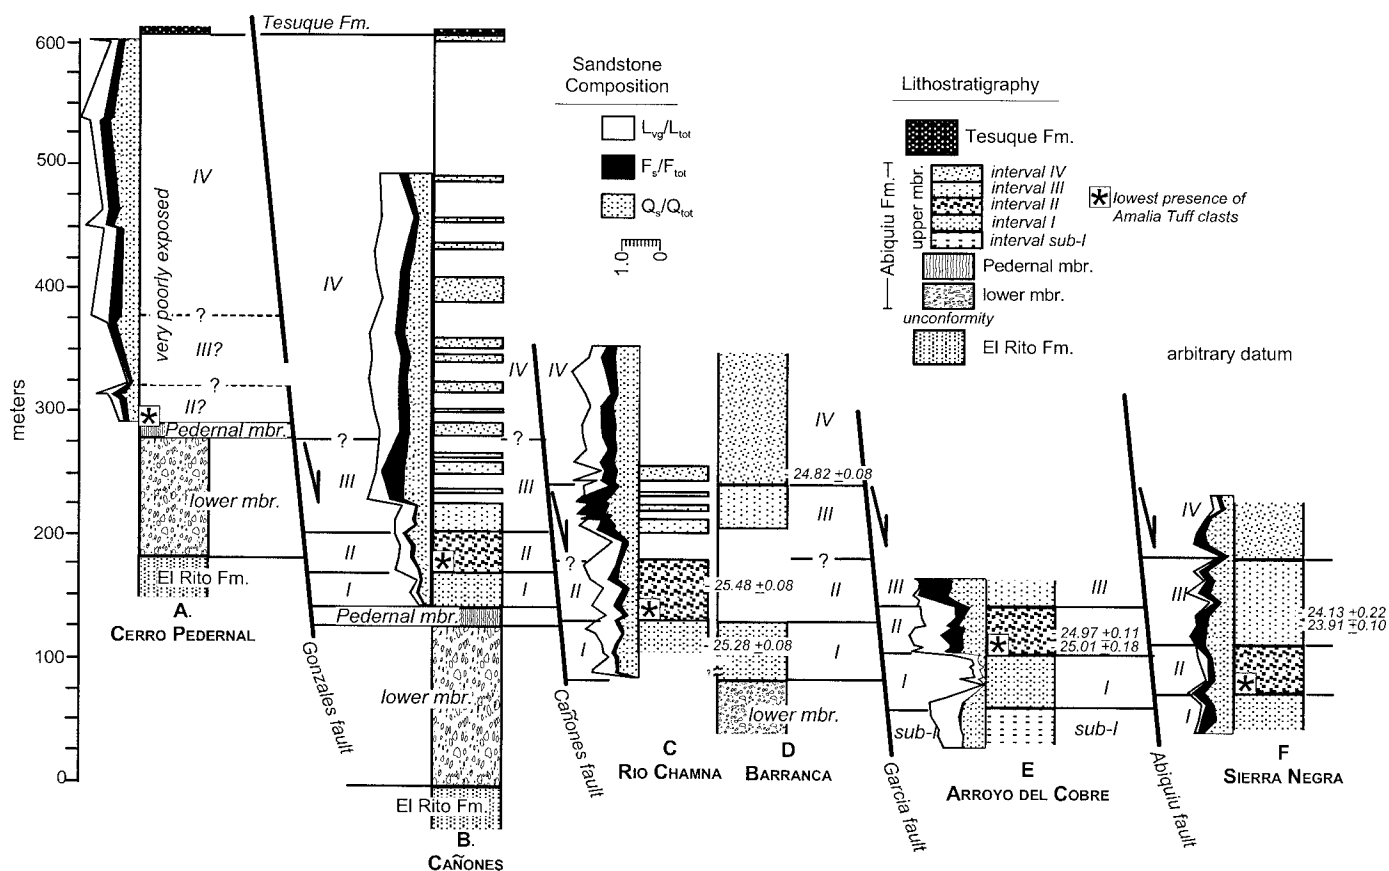 Tesuque Fm.
600
500
400
300
200
100
0
meters
Sandstone
Composition
Lvg/Ltot
Fs/Ftot
Qs/Qtot
1.0
0
Lithostratigraphy
Tesuque Fm.
Abiquiu Fm.
upper mbr.
interval IV
interval III
interval II
interval I
interval sub-I
Pedernal mbr.
lower mbr.
unconformity
El Rito Fm.
* lowest presence of
Amalia Tuff clasts
arbitrary datum
very poorly exposed
IV
?
III?
?
II?
*
Pedernal mbr.
lower mbr.
El Rito Fm.
A.
CERRO PEDERNAL
Gonzales fault
IV
?
III
II
I
Pedernal mbr.
lower mbr.
El Rito Fm.
*
B.
CAÑONES
IV
?
III
II
I
Cañones fault
IV
?
II
I
*
C
RIO CHAMNA
25.48 ±0.08
25.28 ±0.08
?
lower mbr.
D
BARRANCA
IV
24.82 ±0.08
III
?
II
I
Garcia fault
III
II
I
sub-I
*
E
ARROYO DEL COBRE
III
24.97 ±0.11
25.01 ±0.18
I
sub-I
Abiquiu fault
IV
III
II
I
*
F
SIERRA NEGRA
24.13 ±0.22
23.91 ±0.10